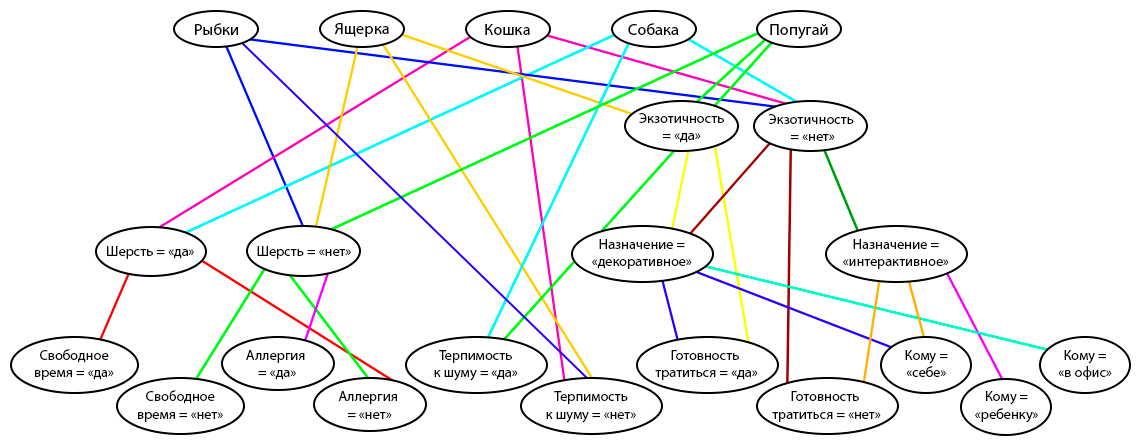 Рыбки
Ящерка
Кошка
Собака
Попугай
Экзотичность
= «да»
Экзотичность
= «нет»
Шерсть = «да»
Шерсть = «нет»
Назначение =
«декоративное»
Назначение =
«интерактивное»
Свободное
время = «да»
Аллергия
= «да»
Терпимость
к шуму = «да»
Готовность
тратиться = «да»
Кому =
«себе»
Кому =
«в офис»
Свободное
время = «нет»
Аллергия
= «нет»
Терпимость
к шуму = «нет»
Готовность
тратиться = «нет»
Кому =
«ребенку»